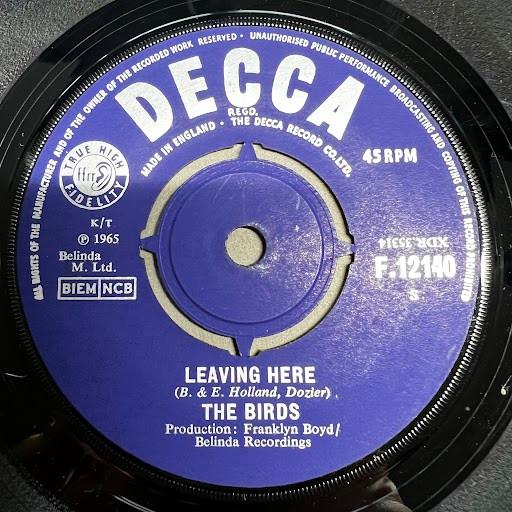 ALL RIGHTS OF THE MANUFACTURER AND OF THE OWNER OF THE RECORDED WORK RESERVED · UNAUTHORISED PUBLIC PERFORMANCE BROADCASTING AND COPYING OF THIS RECORD PROHIBITED
DECCA
REGD.
MADE IN ENGLAND · THE DECCA RECORD CO. LTD.
TRUE HIGH
ffrr
FIDELITY
45 RPM
K/T
℗ 1965
Belinda
M. Ltd.
BIEM NCB
XDR.35314
F.12140
S
LEAVING HERE
(B. & E. Holland, Dozier)
THE BIRDS
Production: Franklyn Boyd/
Belinda Recordings